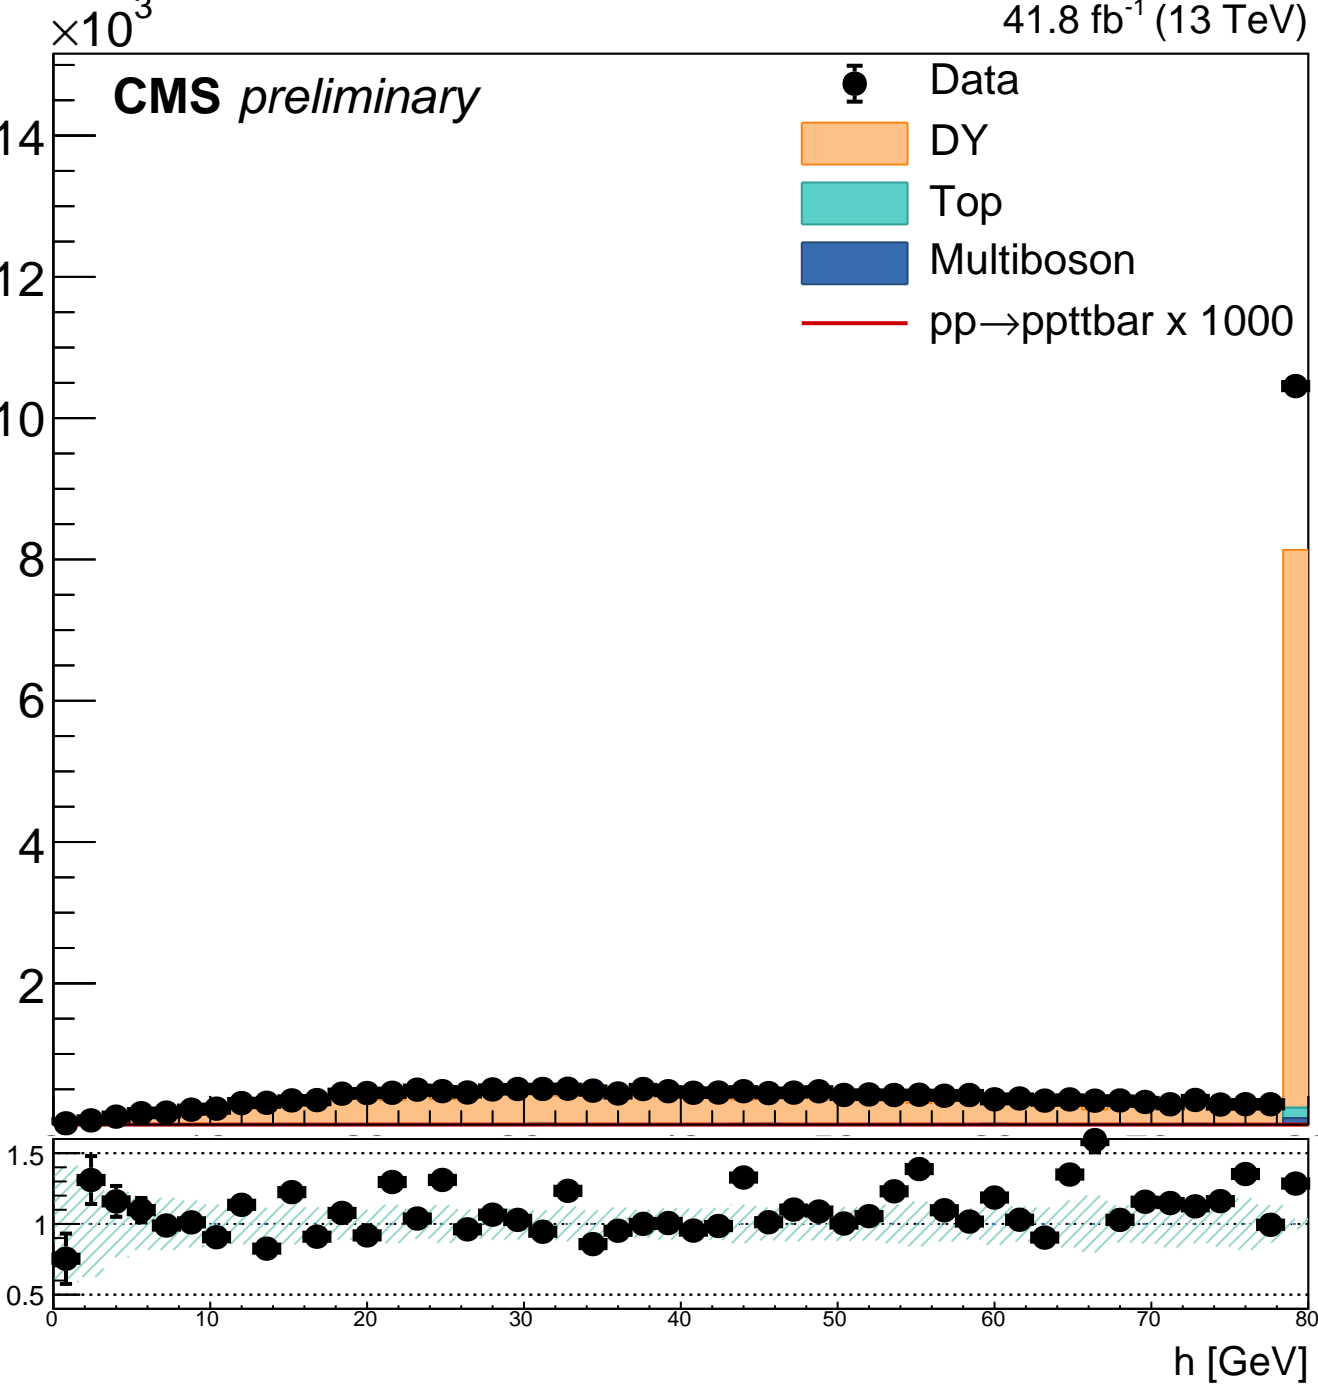 ×10³
41.8 fb⁻¹ (13 TeV)
CMS preliminary
Data
DY
Top
Multiboson
pp→ppttbar x 1000
14
12
10
8
6
4
2
1.5
1
0.5
0 10 20 30 40 50 60 70 80
h [GeV]